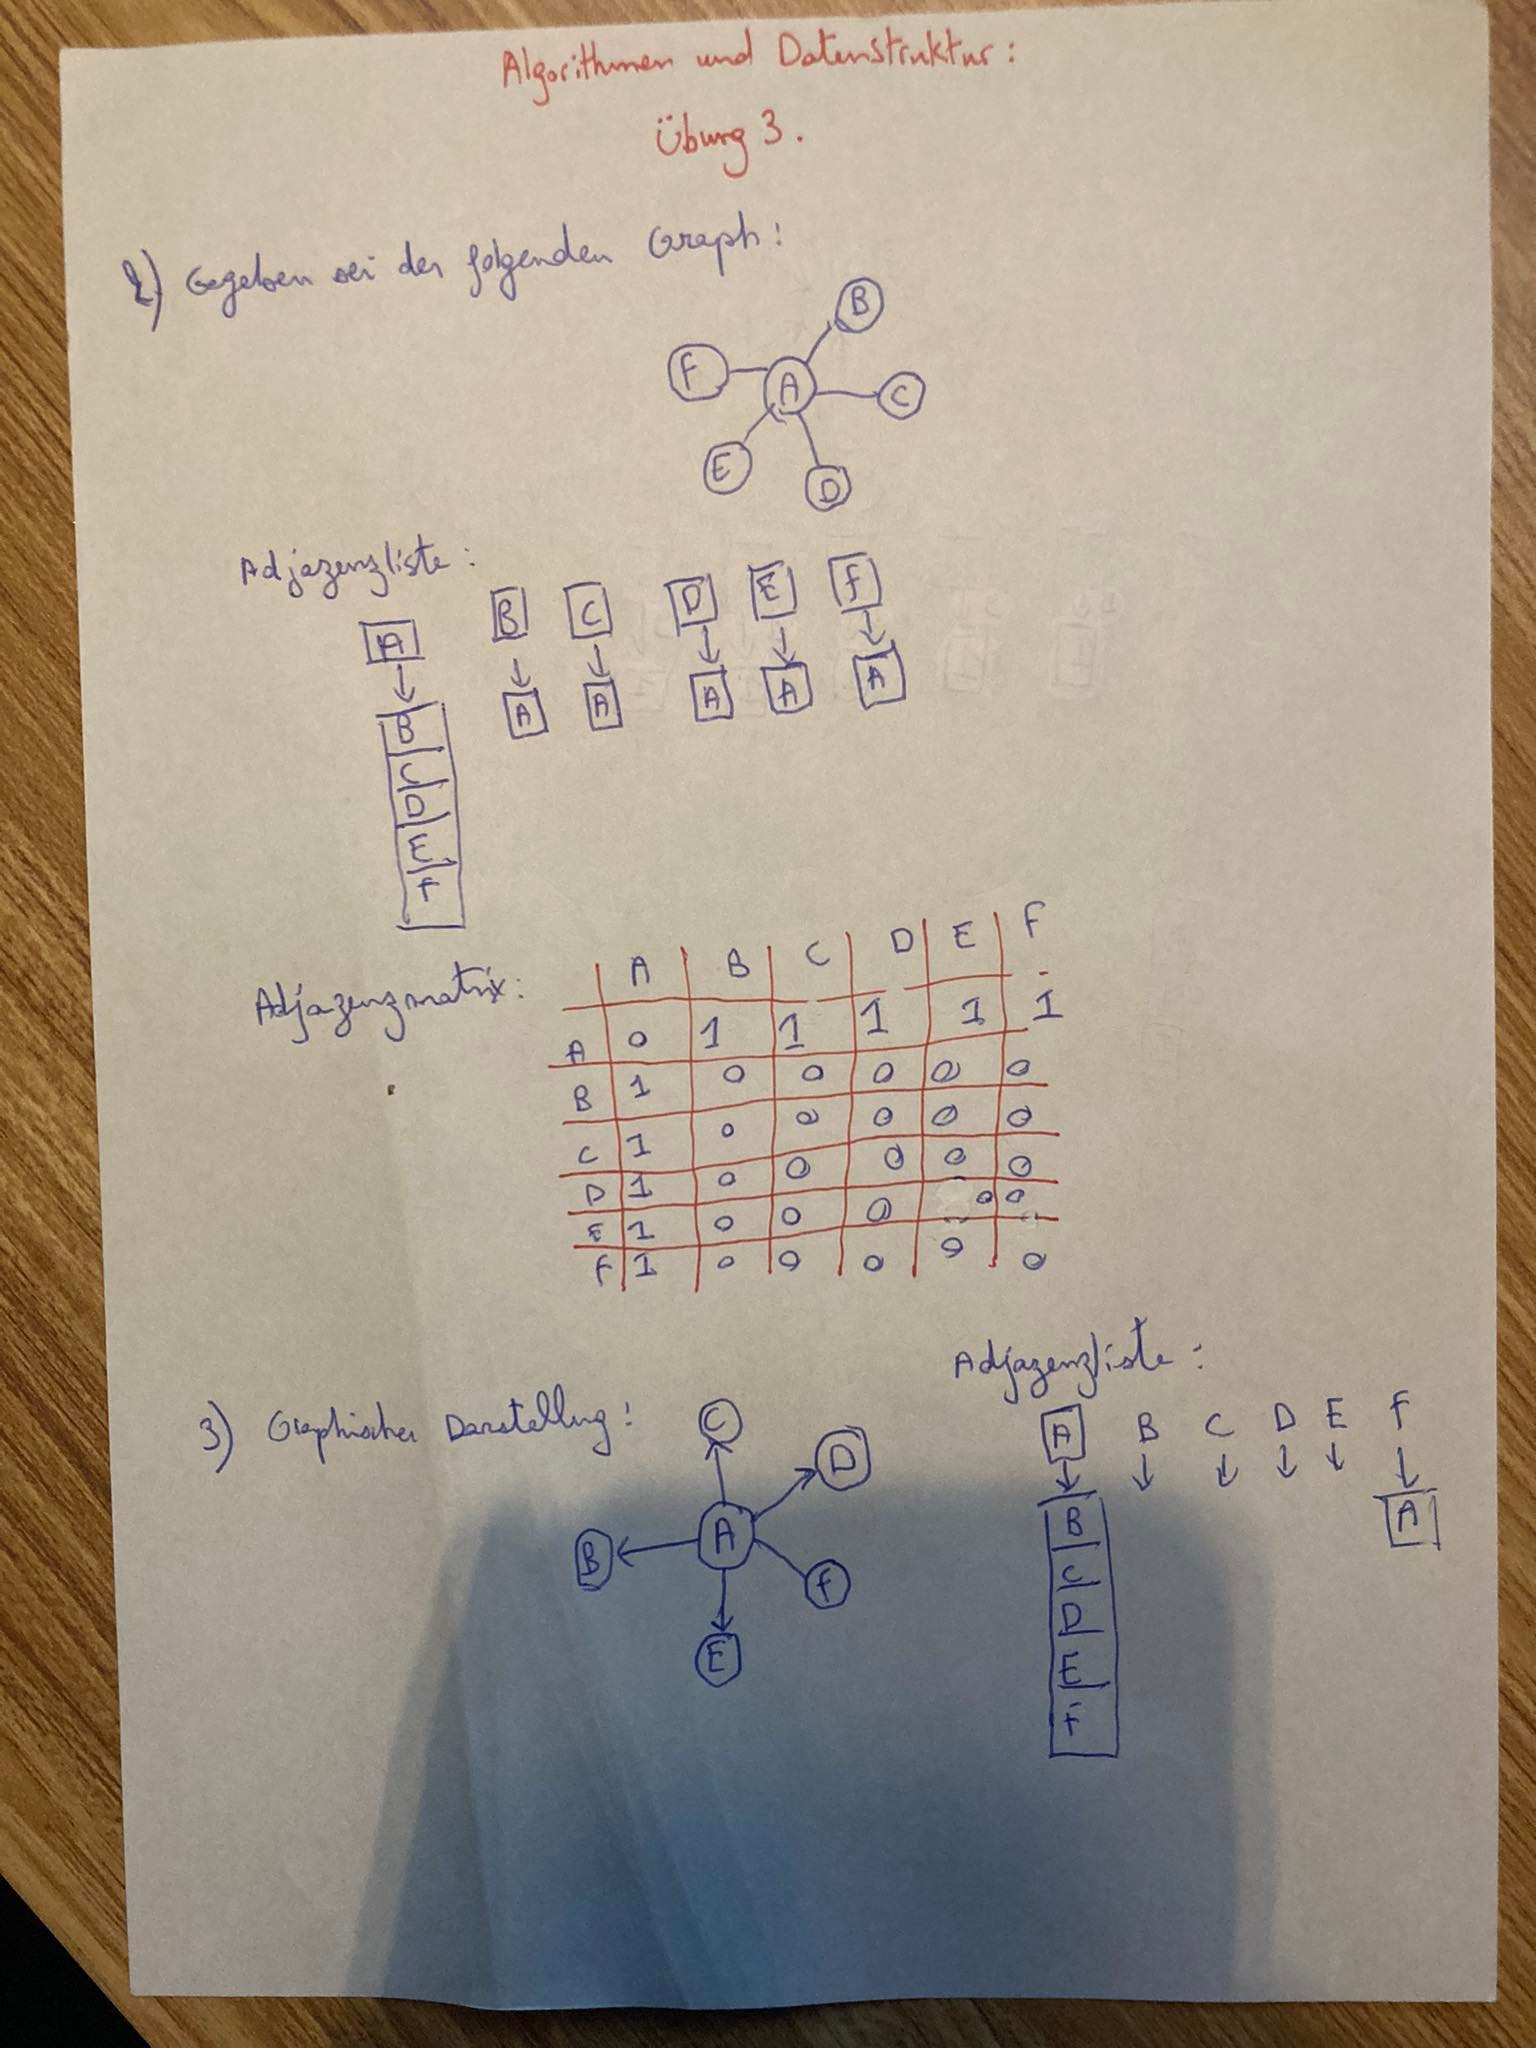 Algorithmen und Datenstruktur:
Übung 3.
2) Gegeben sei der folgenden Graph:
B
F A C
E D
Adjazenzliste:
A B C D E F
A A A A A
B
C
D
E
F
Adjazenzmatrix:
A B C D E F
A 0 1 1 1 1 1
B 1 0 0 0 0 0
C 1 0 0 0 0 0
D 1 0 0 0 0 0
E 1 0 0 0 0 0
F 1 0 0 0 0 0
3) Graphischer Darstellung:
C
D
A
B
F
E
Adjazenzliste:
A B C D E F
B A
C
D
E
F